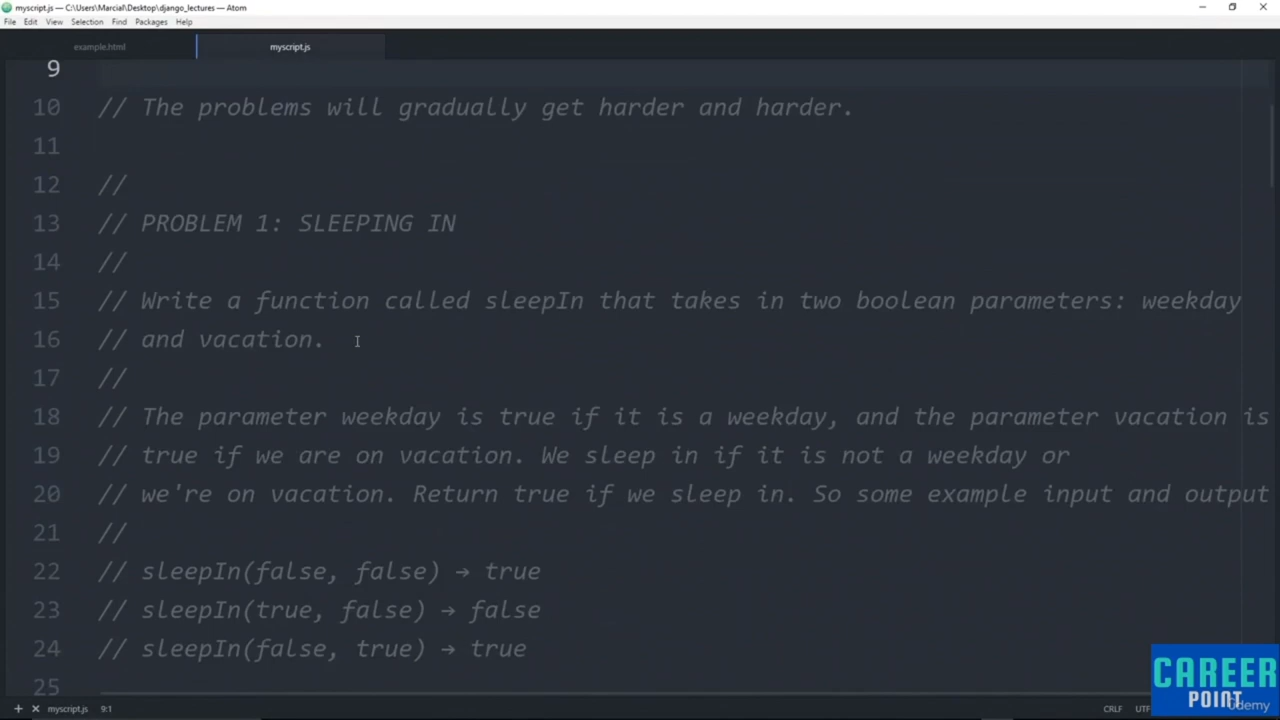 myscript.js — C:\Users\Marcial\Desktop\django_lectures — Atom
File Edit View Selection Find Packages Help
example.html myscript.js
9
10 // The problems will gradually get harder and harder.
11
12 //
13 // PROBLEM 1: SLEEPING IN
14 //
15 // Write a function called sleepIn that takes in two boolean parameters: weekday
16 // and vacation.
17 //
18 // The parameter weekday is true if it is a weekday, and the parameter vacation is
19 // true if we are on vacation. We sleep in if it is not a weekday or
20 // we're on vacation. Return true if we sleep in. So some example input and output
21 //
22 // sleepIn(false, false) → true
23 // sleepIn(true, false) → false
24 // sleepIn(false, true) → true
25
CAREER
POINT
Udemy
+ × myscript.js 9:1 CRLF UTF